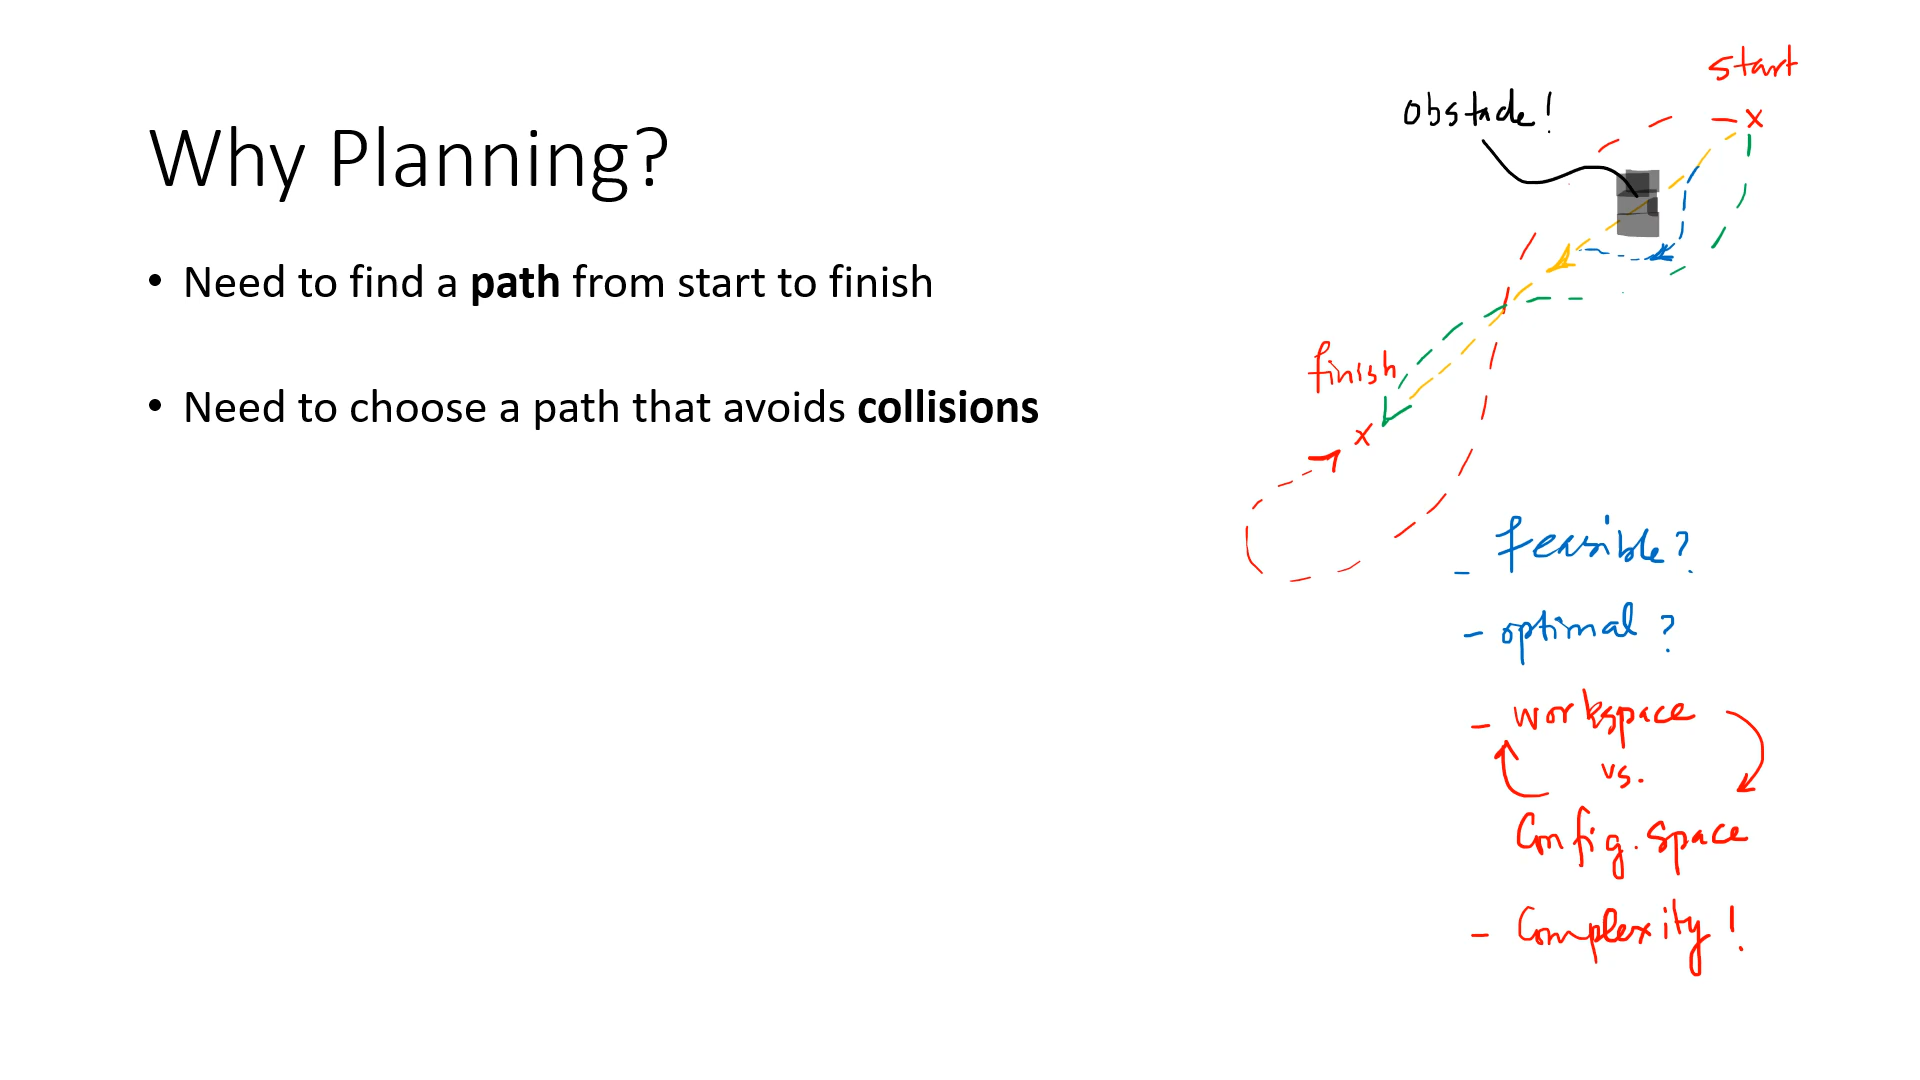 Why Planning?
• Need to find a path from start to finish
• Need to choose a path that avoids collisions
start
x
obstacle!
finish
x
- feasible?
- optimal?
- workspace
vs.
Config. space
- Complexity!